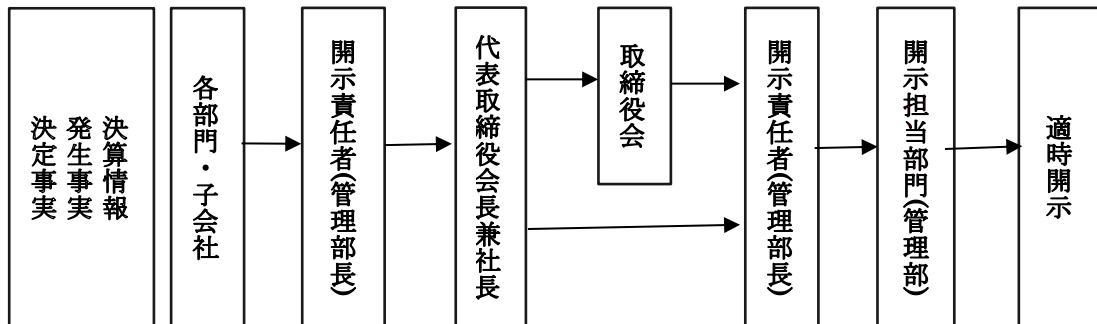 決算情報
発生事実
決定事実
各部門・子会社
開示責任者(管理部長)
代表取締役会長兼社長
取締役会
開示責任者(管理部長)
開示担当部門(管理部)
適時開示